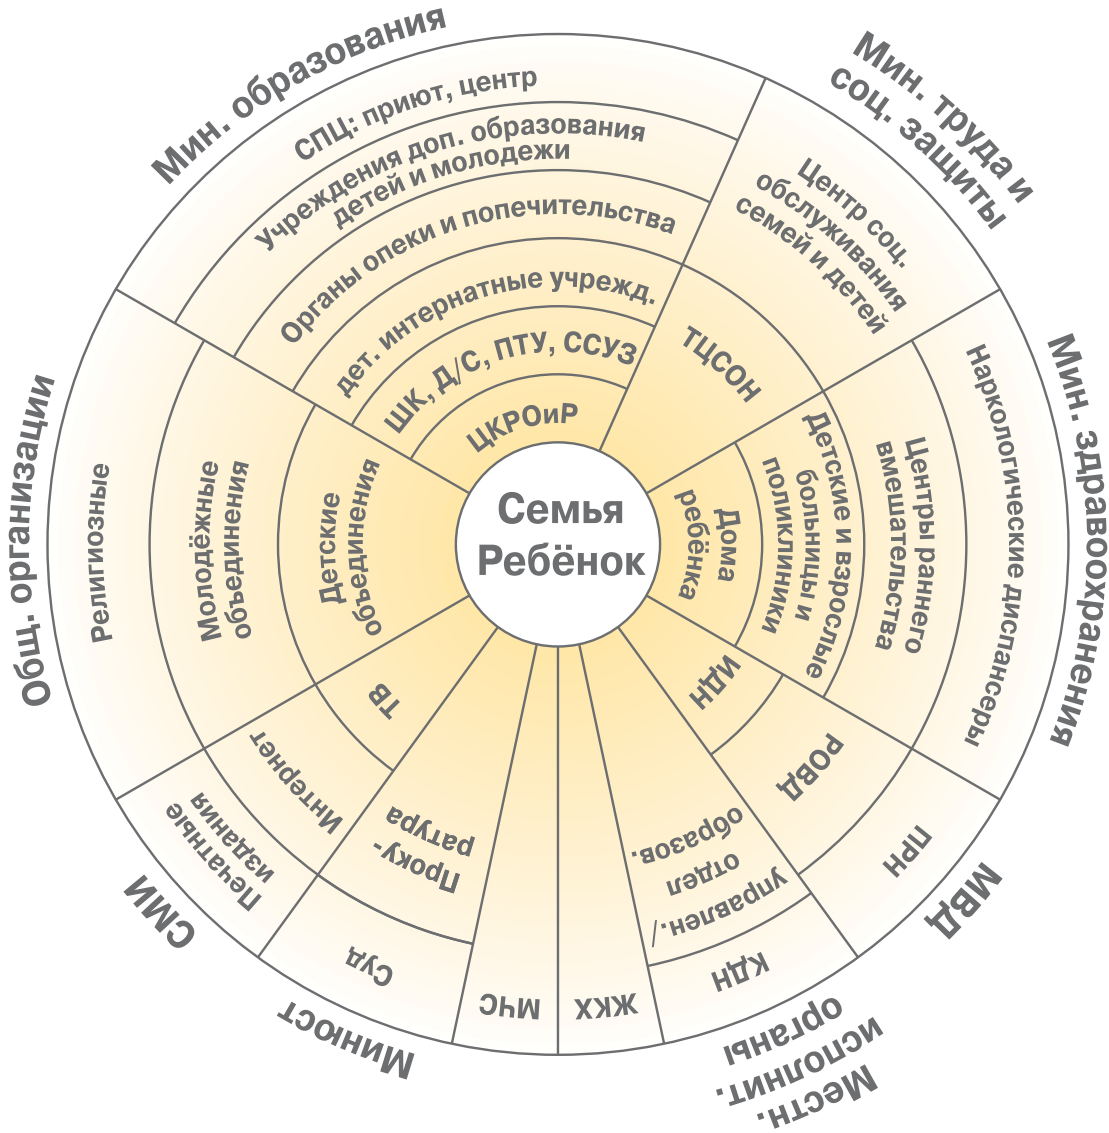 Мин. образования
СПЦ: приют, центр
Учреждения доп. образования
детей и молодежи
Органы опеки и попечительства
дет. интернатные учрежд.
ШК, Д/С, ПТУ, ССУЗ
ЦКРОиР
Мин. труда и
соц. защиты
Центр соц.
обслуживания
семей и детей
ТЦСОН
Мин. здравоохранения
Наркологические диспансеры
Центры раннего
вмешательства
Детские и взрослые
больницы и
поликлиники
Дома
ребёнка
МВД
ИДН
РОВД
ПРН
Местн.
исполнит.
органы
управлен./
отдел
образов.
КДН
ЖКХ
МЧС
Минюст
Проку-
ратура
Суд
СМИ
ТВ
Интернет
Печатные
издания
Общ. организации
Религиозные
Молодёжные
объединения
Детские
объединения
Семья
Ребёнок